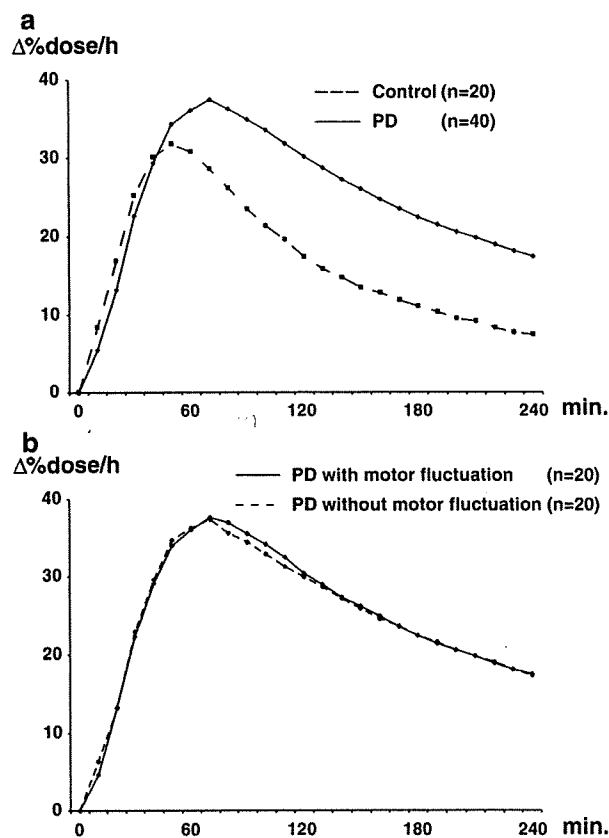 a
Δ%dose/h
40
Control (n=20)
PD (n=40)
30
20
10
0
0 60 120 180 240 min.
b
Δ%dose/h
PD with motor fluctuation (n=20)
40
PD without motor fluctuation (n=20)
30
20
10
0
0 60 120 180 240 min.